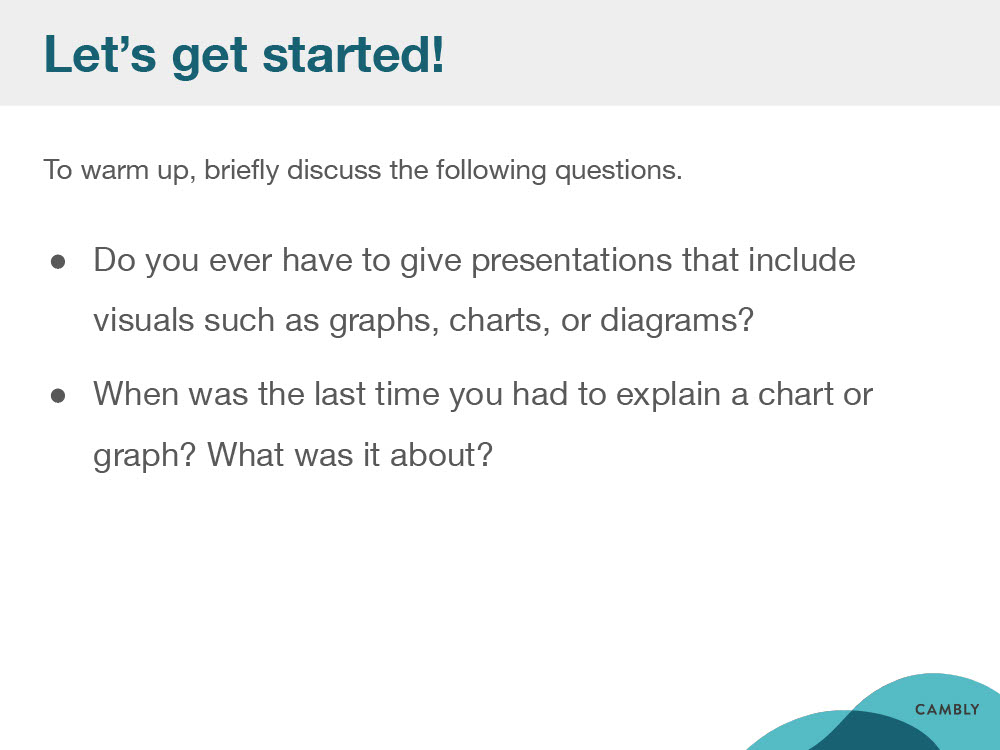 Let’s get started!
To warm up, briefly discuss the following questions.
● Do you ever have to give presentations that include
visuals such as graphs, charts, or diagrams?
● When was the last time you had to explain a chart or
graph? What was it about?
CAMBLY